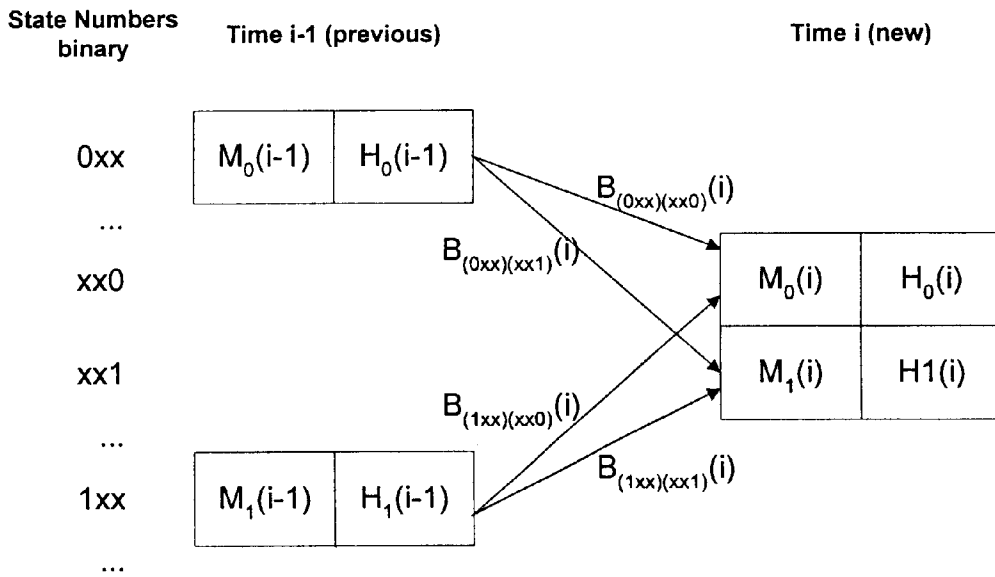 State Numbers
binary
Time i-1 (previous)
Time i (new)
0xx
M₀(i-1)
H₀(i-1)
B₍₀ₓₓ₎₍ₓₓ₀₎(i)
...
B₍₀ₓₓ₎₍ₓₓ₁₎(i)
xx0
M₀(i)
H₀(i)
xx1
M₁(i)
H1(i)
B₍₁ₓₓ₎₍ₓₓ₀₎(i)
...
B₍₁ₓₓ₎₍ₓₓ₁₎(i)
1xx
M₁(i-1)
H₁(i-1)
...